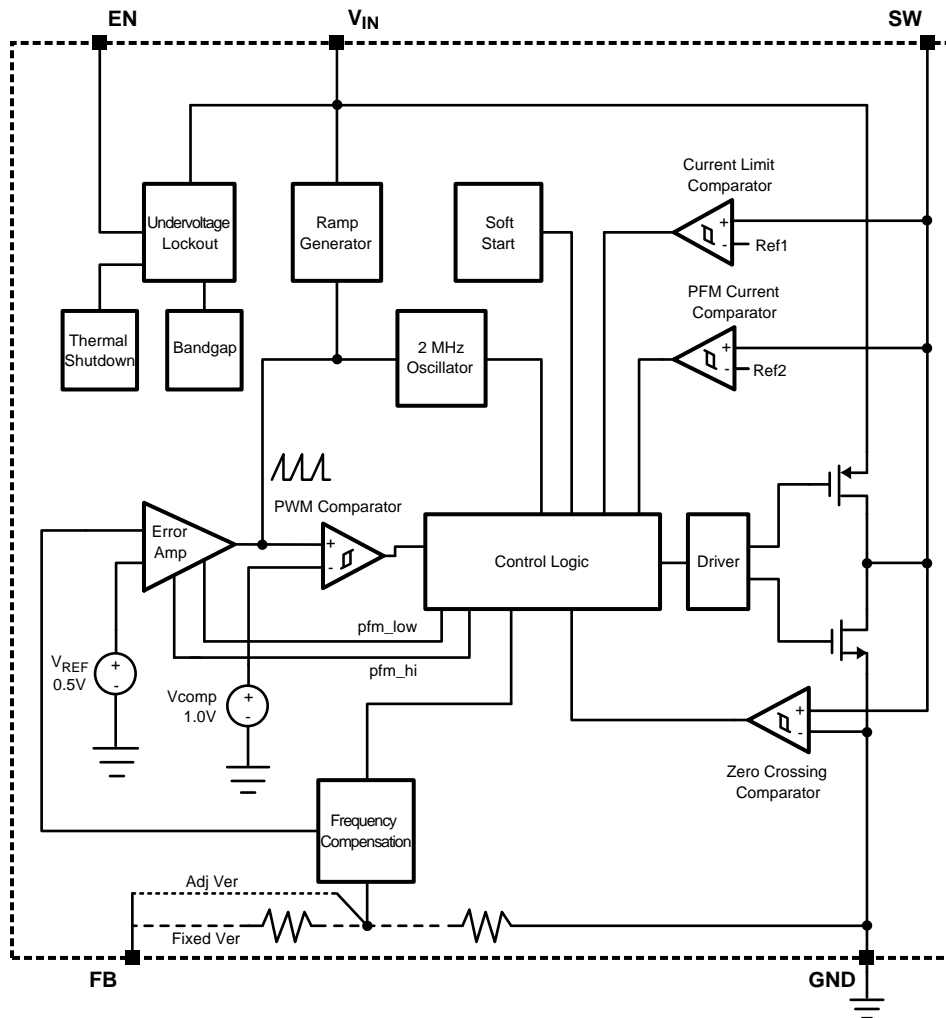 EN
VIN
SW
Current Limit
Comparator
Undervoltage
Lockout
Ramp
Generator
Soft
Start
+
-
Ref1
PFM Current
Comparator
Thermal
Shutdown
Bandgap
2 MHz
Oscillator
+
-
Ref2
PWM Comparator
Error
Amp
+
-
Control Logic
Driver
pfm_low
pfm_hi
VREF
0.5V
+
-
Vcomp
1.0V
+
-
+
-
Zero Crossing
Comparator
Frequency
Compensation
Adj Ver
Fixed Ver
FB
GND